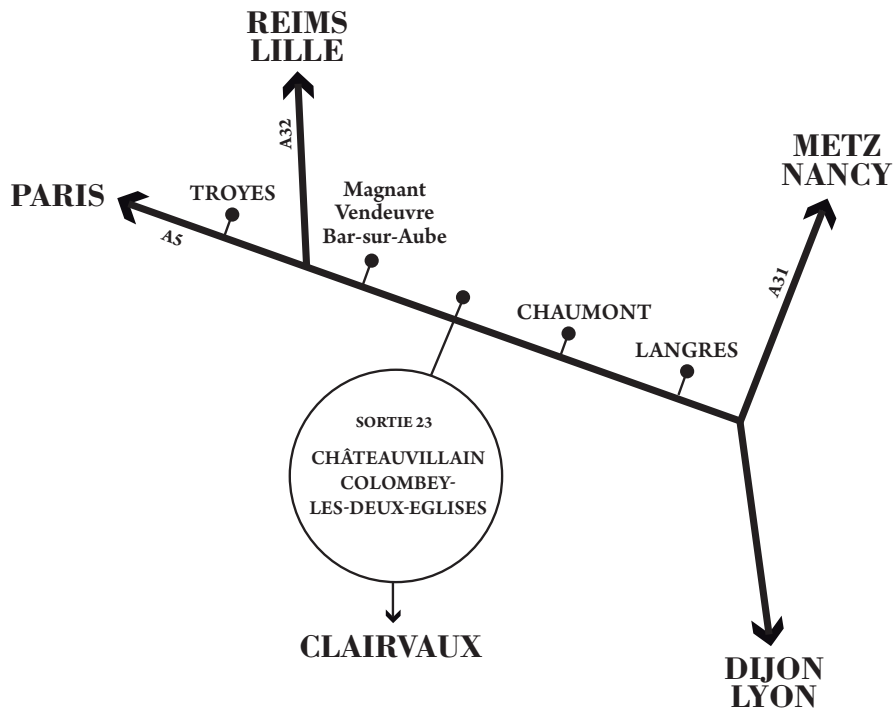 REIMS
LILLE
A32
METZ
NANCY
PARIS
A5
TROYES
Magnant
Vendeuvre
Bar-sur-Aube
A31
CHAUMONT
LANGRES
SORTIE 23
CHÂTEAUVILLAIN
COLOMBEY-
LES-DEUX-EGLISES
CLAIRVAUX
DIJON
LYON